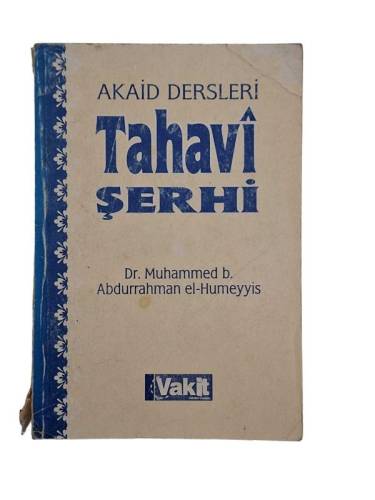 AKAİD DERSLERİ
Tahavî
ŞERHİ
Dr. Muhammed b.
Abdurrahman el-Humeyyis
Vakit